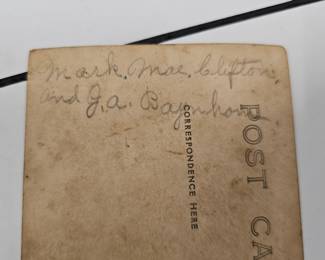 Mark, Mae, Clifton,
and J. A. Baynham
POST CA
CORRESPONDENCE HERE